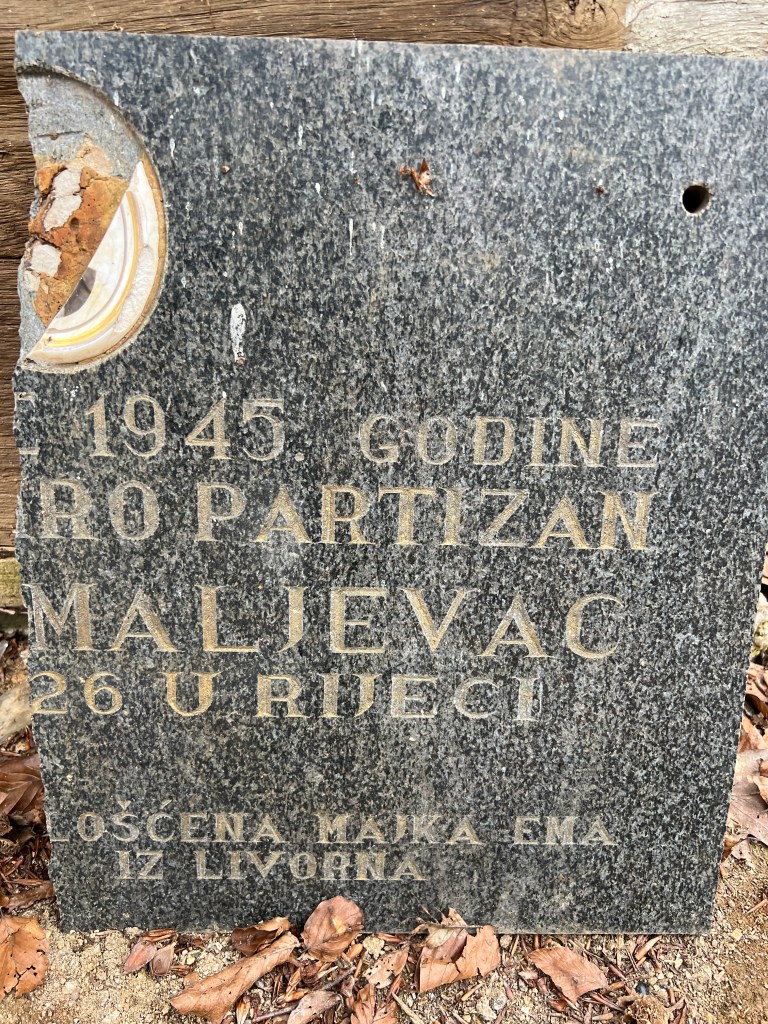 1945. GODINE
RO PARTIZAN
MALJEVAC
26 U RIJECI
LOŠĆENA MAJKA EMA
IZ LIVORNA